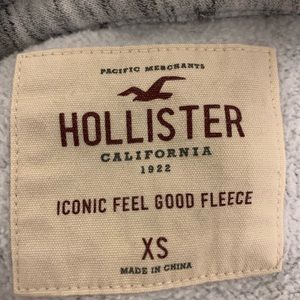 PACIFIC MERCHANTS
HOLLISTER
CALIFORNIA
1922
ICONIC FEEL GOOD FLEECE
XS
MADE IN CHINA